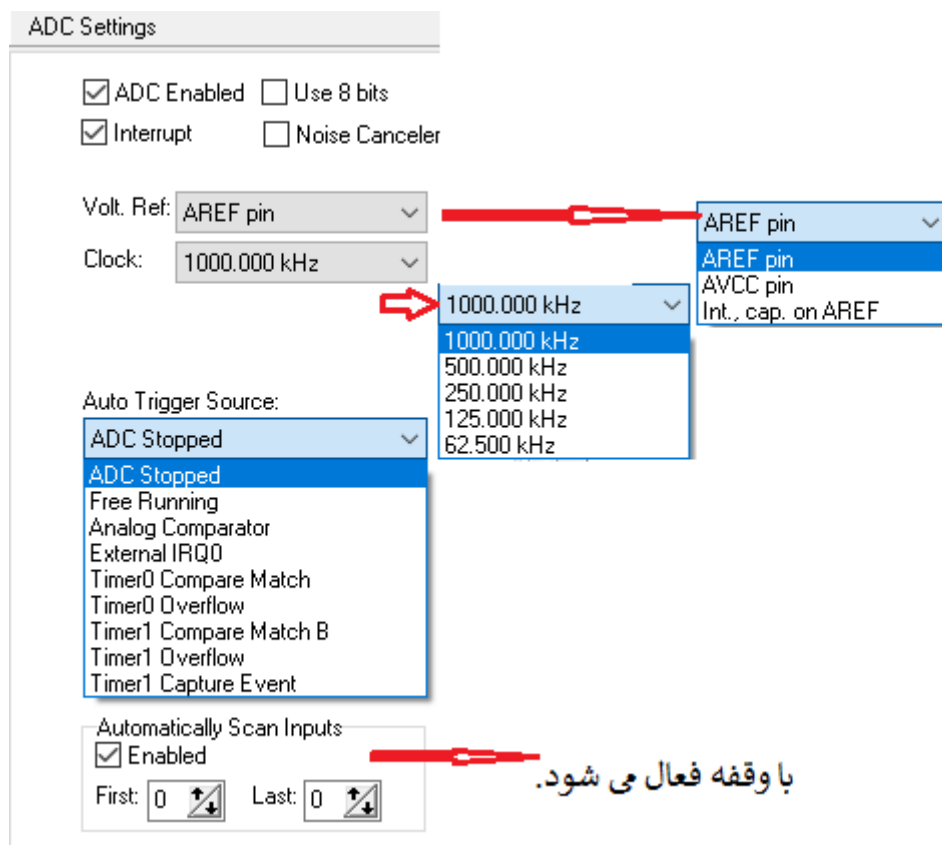 ADC Settings
ADC Enabled Use 8 bits
Interrupt Noise Canceler
Volt. Ref: AREF pin
Clock: 1000.000 kHz
AREF pin
AREF pin
AVCC pin
Int., cap. on AREF
1000.000 kHz
1000.000 kHz
500.000 kHz
250.000 kHz
125.000 kHz
62.500 kHz
Auto Trigger Source:
ADC Stopped
ADC Stopped
Free Running
Analog Comparator
External IRQ0
Timer0 Compare Match
Timer0 Overflow
Timer1 Compare Match B
Timer1 Overflow
Timer1 Capture Event
Automatically Scan Inputs
Enabled
First: 0 Last: 0
با وقفه فعال می شود.